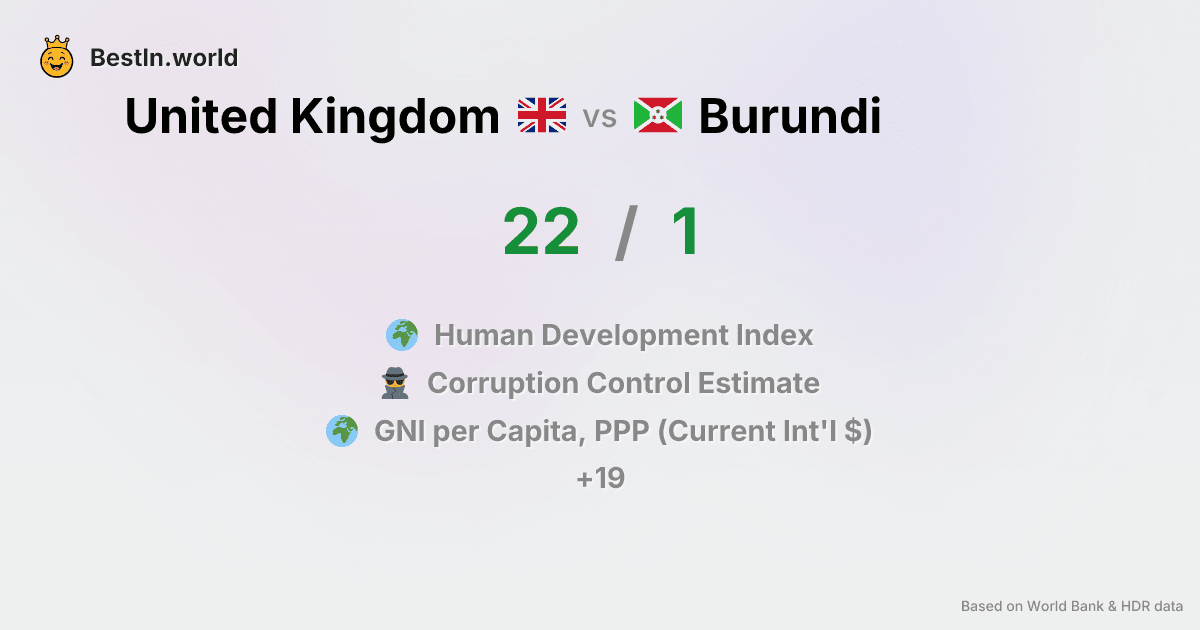 BestIn.world
United Kingdom vs Burundi
22 / 1
Human Development Index
Corruption Control Estimate
GNI per Capita, PPP (Current Int'l $)
+19
Based on World Bank & HDR data